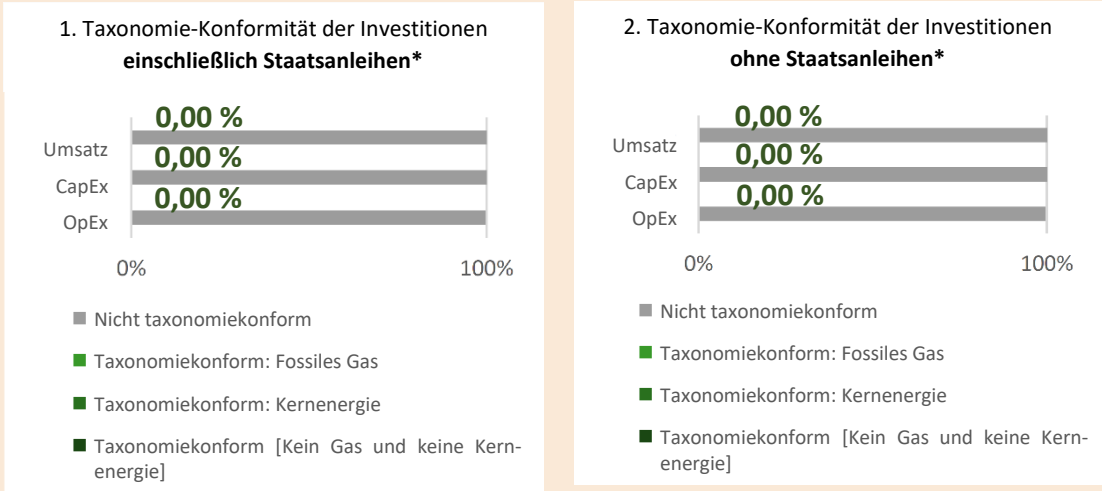 1. Taxonomie-Konformität der Investitionen
einschließlich Staatsanleihen*
0,00 %
Umsatz
0,00 %
CapEx
0,00 %
OpEx
0%
100%
Nicht taxonomiekonform
Taxonomiekonform: Fossiles Gas
Taxonomiekonform: Kernenergie
Taxonomiekonform [Kein Gas und keine Kern-
energie]
2. Taxonomie-Konformität der Investitionen
ohne Staatsanleihen*
0,00 %
Umsatz
0,00 %
CapEx
0,00 %
OpEx
0%
100%
Nicht taxonomiekonform
Taxonomiekonform: Fossiles Gas
Taxonomiekonform: Kernenergie
Taxonomiekonform [Kein Gas und keine Kern-
energie]